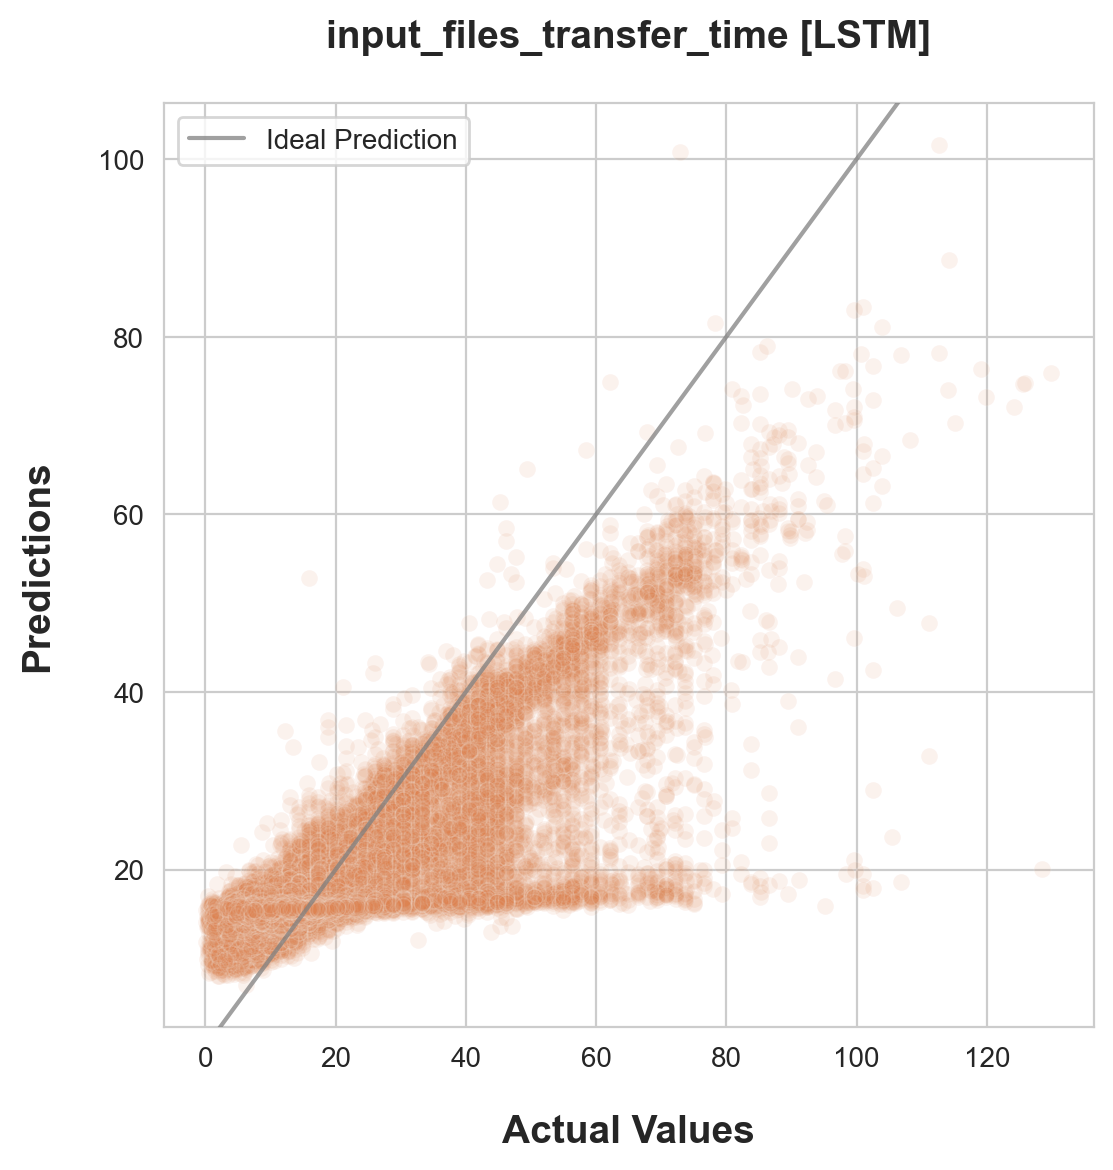 input_files_transfer_time [LSTM]
Ideal Prediction
100
80
60
40
20
Predictions
0 20 40 60 80 100 120
Actual Values